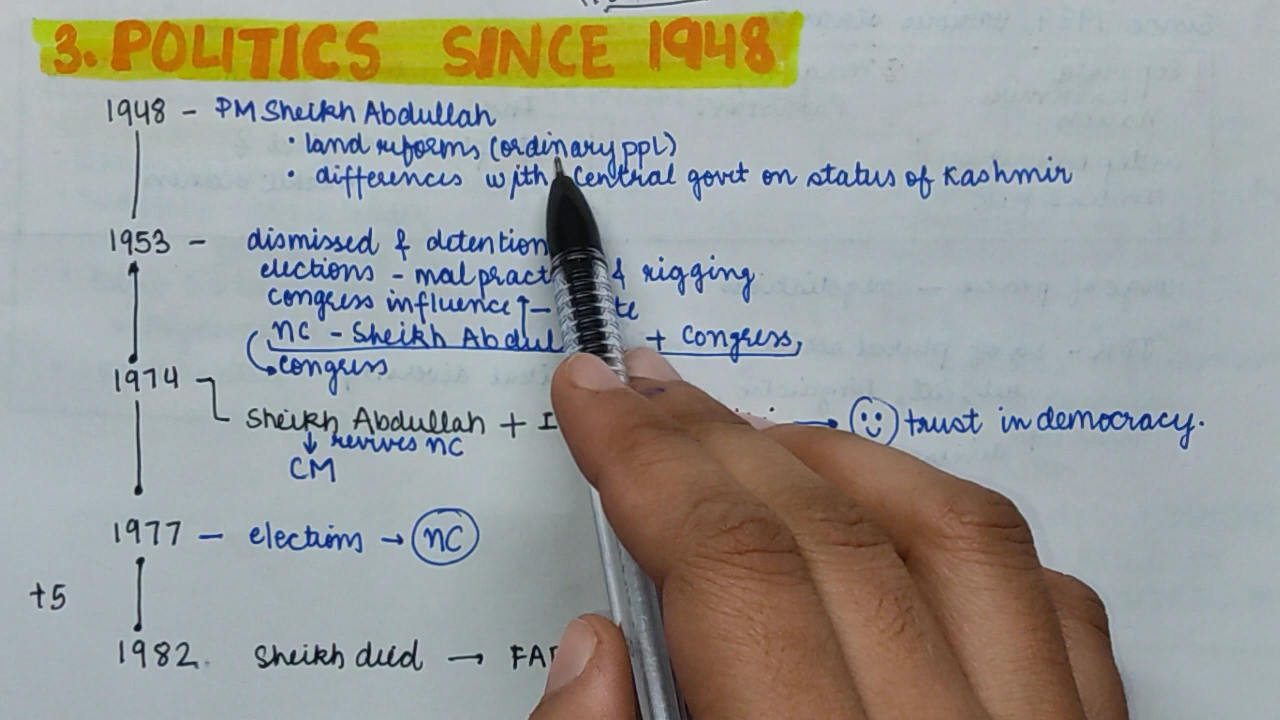 3. POLITICS SINCE 1948
1948 - PM Sheikh Abdullah
• land reforms (ordinary ppl)
• differences with central govt on status of Kashmir
1953 - dismissed & detention
elections - malpract & rigging
congress influence ↑ - te
NC - Sheikh Abdul + Congress,
congress
1974
Sheikh Abdullah + I → trust in democracy.
↓ revives NC
CM
1977 - elections → NC
+5
1982. Sheikh died → FA